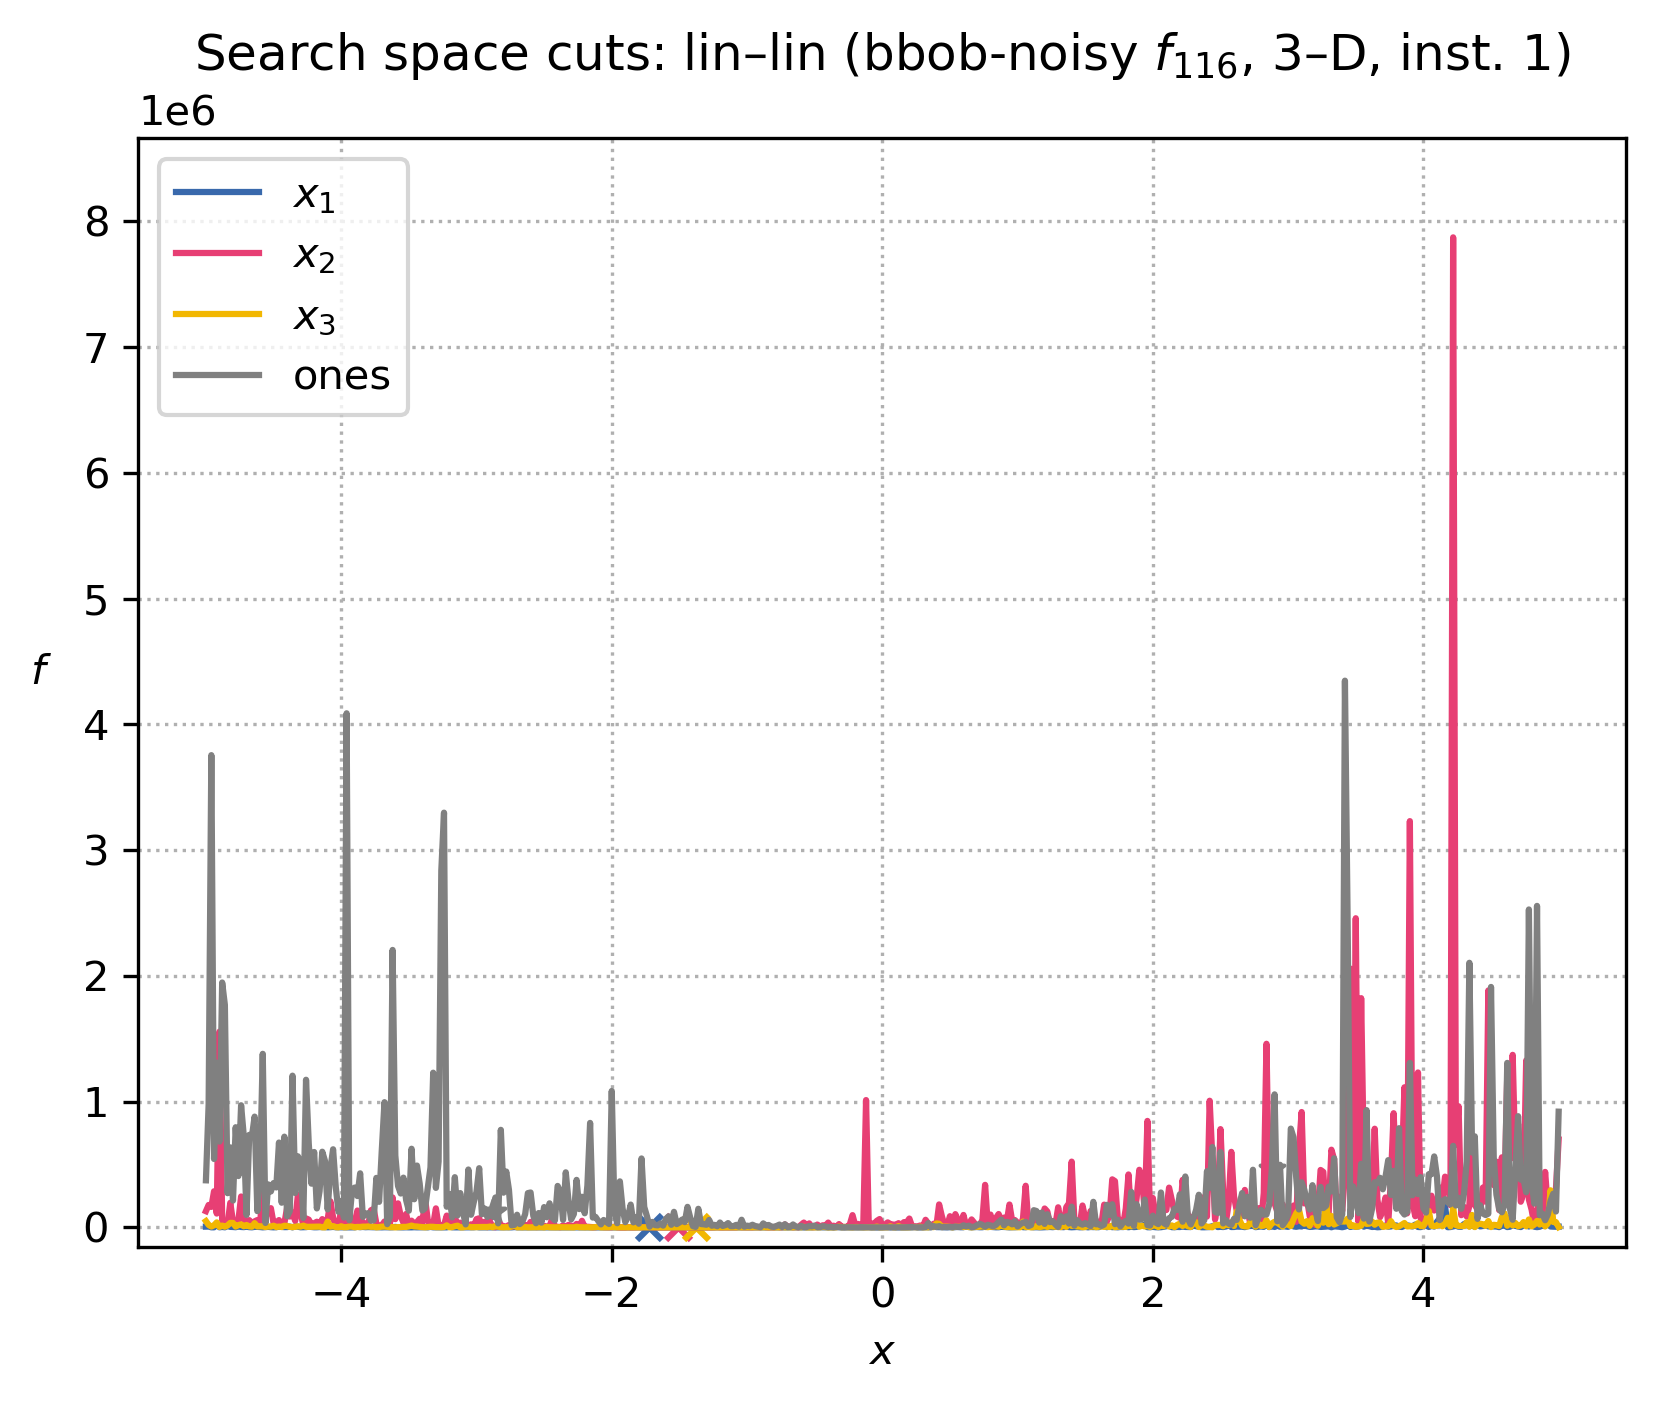 Search space cuts: lin–lin (bbob-noisy f₁₁₆, 3–D, inst. 1)
1e6
x₁
x₂
x₃
ones
8
7
6
5
4
3
2
1
0
f
−4
−2
0
2
4
x